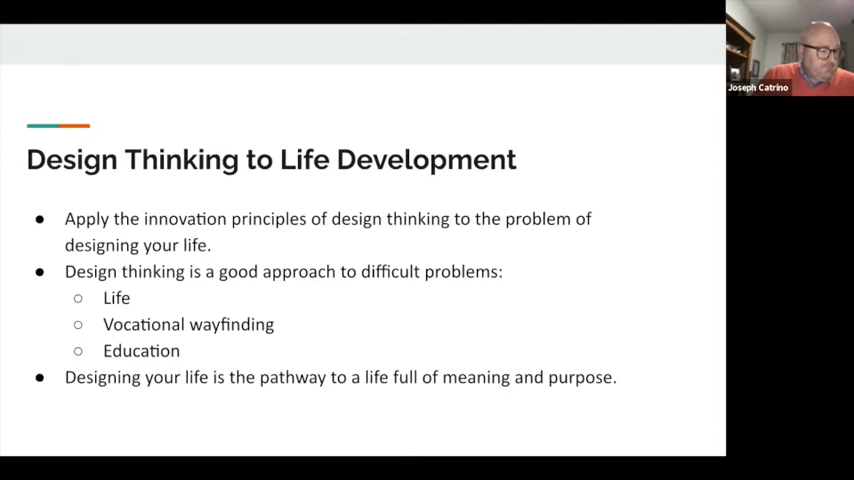 Design Thinking to Life Development
● Apply the innovation principles of design thinking to the problem of
designing your life.
● Design thinking is a good approach to difficult problems:
○ Life
○ Vocational wayfinding
○ Education
● Designing your life is the pathway to a life full of meaning and purpose.
Joseph Catrino